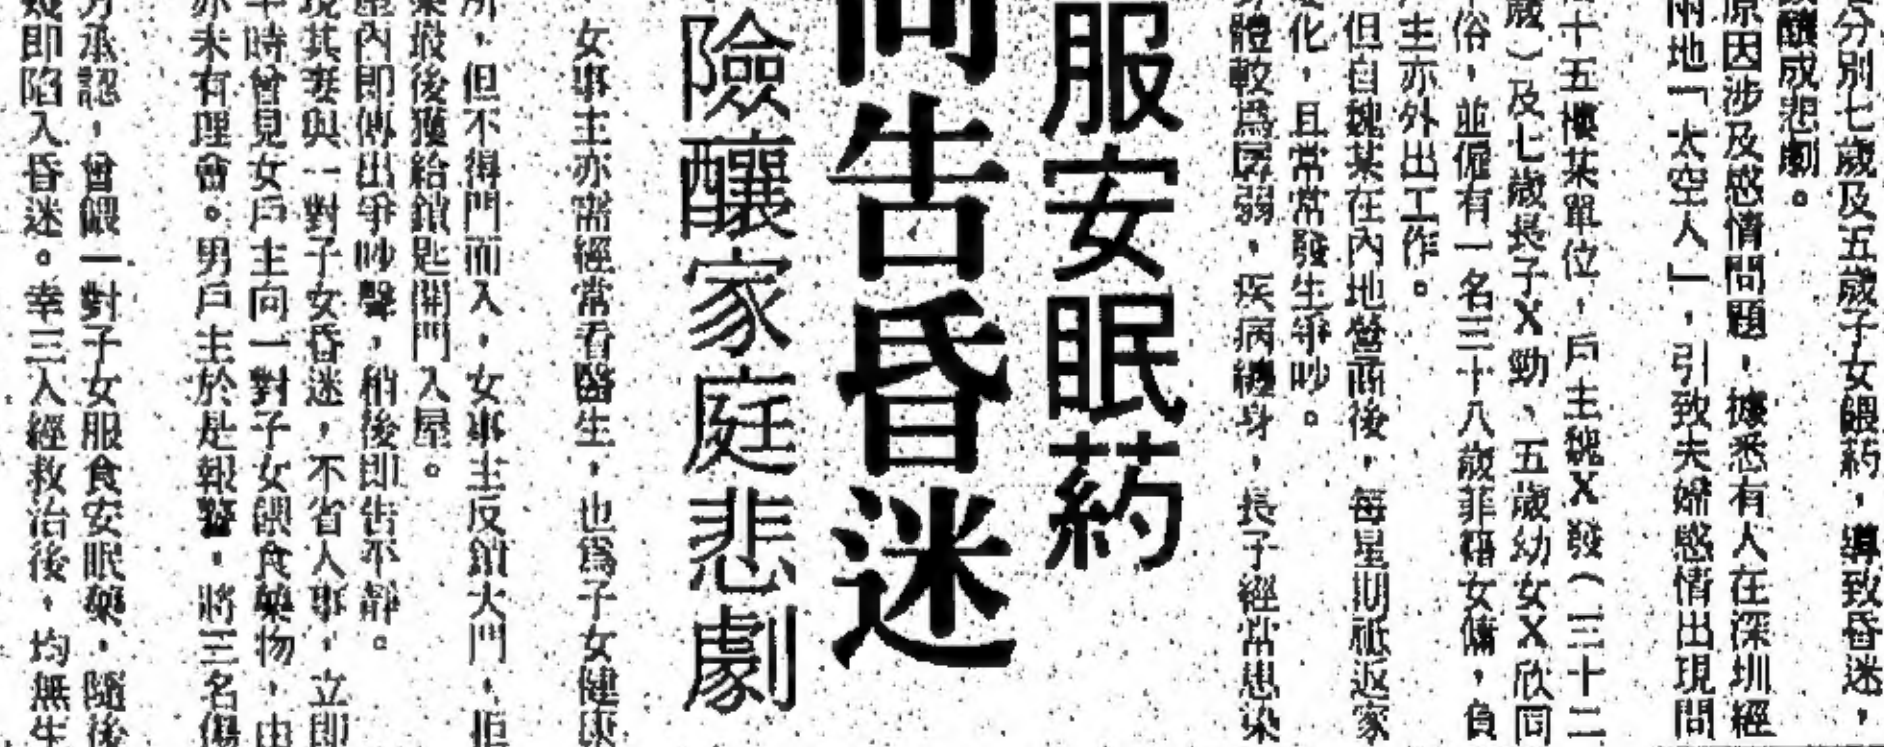 分別七歲及五歲子女餵葯，導致昏迷，
釀成悲劇。
原因涉及感情問題，據悉有人在深圳經
兩地「太空人」，引致夫婦感情出現問
十五樓某單位，戶主魏X發（三十二
歲）及七歲長子X勁、五歲幼女X欣同
俗，並僱有一名三十八歲菲籍女傭，負
主亦外出工作。
但自魏某在內地營商後，每星期祗返家
化，且常常發生爭吵。
體較為孱弱，疾病纏身，長子經常患染
服安眠葯
同告昏迷
險釀家庭悲劇
女事主亦需經常看醫生，也為子女健康
所，但不得門而入，女事主反鎖大門，拒
最後獲給鎖匙開門入屋。
屋內即傳出爭吵聲，稍後即告平靜。
現其妻與一對子女昏迷，不省人事，立即
時曾見女戶主向一對子女餵食藥物，由
亦未有理會。男戶主於是報警，將三名傷
承認，曾餵一對子女服食安眠藥，隨後
即陷入昏迷。幸三人經救治後，均無生